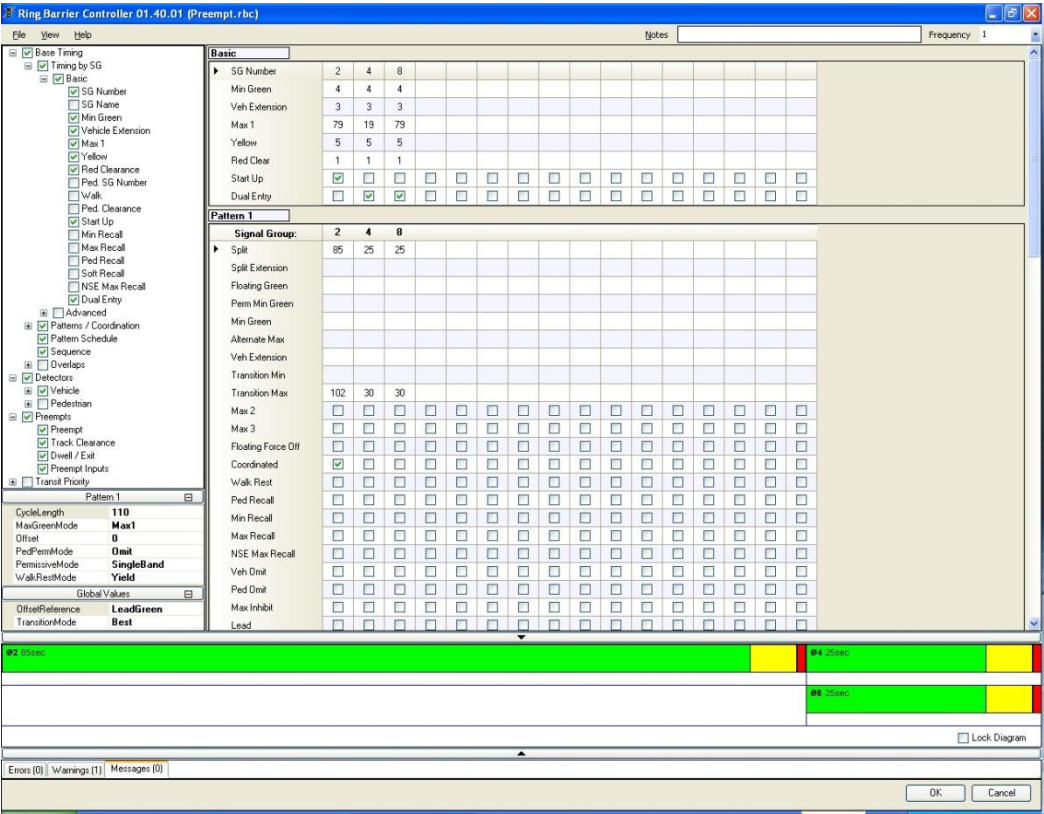 Ring Barrier Controller 01.40.01 (Preempt.rbc)
File View Help Notes Frequency 1
Base Timing
Timing by SG
Basic
SG Number
SG Name
Min Green
Vehicle Extension
Max 1
Yellow
Red Clearance
Ped. SG Number
Walk
Ped. Clearance
Start Up
Min Recall
Max Recall
Ped Recall
Soft Recall
NSE Max Recall
Dual Entry
Advanced
Patterns / Coordination
Pattern Schedule
Sequence
Overlaps
Detectors
Vehicle
Pedestrian
Preempts
Preempt
Track Clearance
Dwell / Exit
Preempt Inputs
Transit Priority
Pattern 1
CycleLength 110
MaxGreenMode Max1
Offset 0
PedPermMode Omit
PermissiveMode SingleBand
WalkRestMode Yield
Global Values
OffsetReference LeadGreen
TransitionMode Best
Basic
SG Number 2 4 8
Min Green 4 4 4
Veh Extension 3 3 3
Max 1 79 19 79
Yellow 5 5 5
Red Clear 1 1 1
Start Up
Dual Entry
Pattern 1
Signal Group: 2 4 8
Split 85 25 25
Split Extension
Floating Green
Perm Min Green
Min Green
Alternate Max
Veh Extension
Transition Min
Transition Max 102 30 30
Max 2
Max 3
Floating Force Off
Coordinated
Walk Rest
Ped Recall
Min Recall
Max Recall
NSE Max Recall
Veh Omit
Ped Omit
Max Inhibit
Lead
Ø2 85sec Ø4 25sec
Ø8 25sec
Lock Diagram
Errors (0) Warnings (1) Messages (0)
OK Cancel